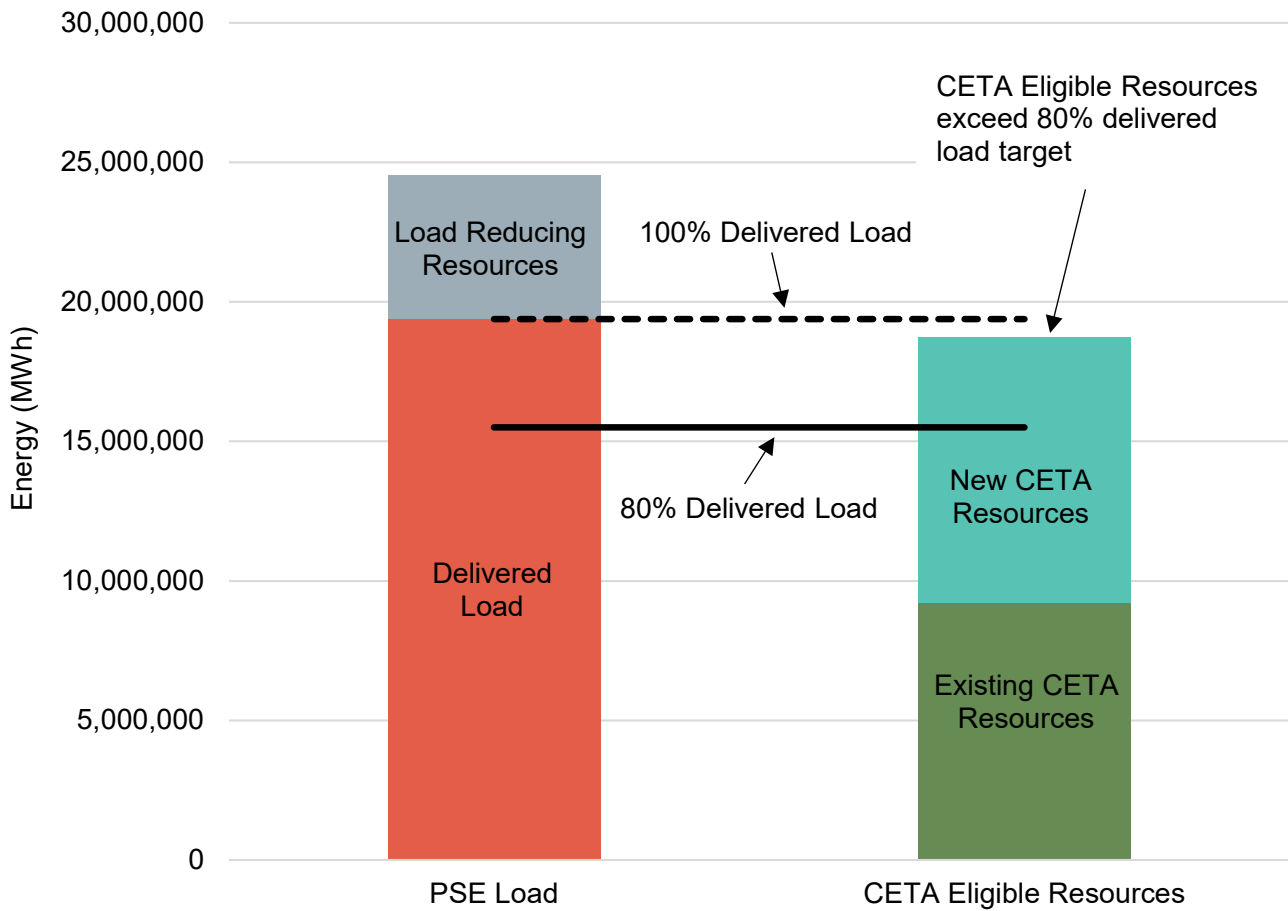 30,000,000
CETA Eligible Resources
exceed 80% delivered
load target
25,000,000
Load Reducing
Resources
100% Delivered Load
20,000,000
Energy (MWh)
15,000,000
New CETA
Resources
80% Delivered Load
Delivered
Load
10,000,000
Existing CETA
Resources
5,000,000
0
PSE Load
CETA Eligible Resources